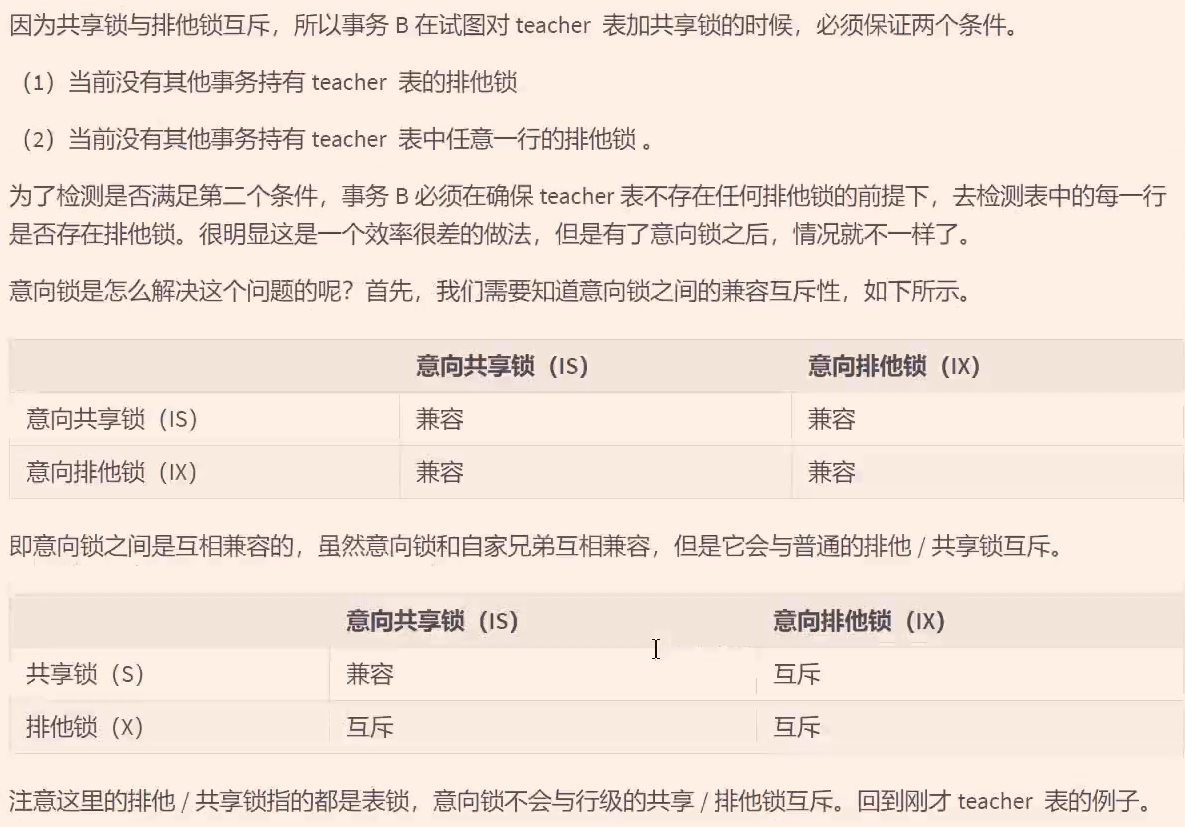 因为共享锁与排他锁互斥，所以事务 B 在试图对 teacher 表加共享锁的时候，必须保证两个条件。
（1）当前没有其他事务持有 teacher 表的排他锁
（2）当前没有其他事务持有 teacher 表中任意一行的排他锁 。
为了检测是否满足第二个条件，事务 B 必须在确保 teacher 表不存在任何排他锁的前提下，去检测表中的每一行
是否存在排他锁。很明显这是一个效率很差的做法，但是有了意向锁之后，情况就不一样了。
意向锁是怎么解决这个问题的呢？首先，我们需要知道意向锁之间的兼容互斥性，如下所示。
意向共享锁（IS） 意向排他锁（IX）
意向共享锁（IS） 兼容 兼容
意向排他锁（IX） 兼容 兼容
即意向锁之间是互相兼容的，虽然意向锁和自家兄弟互相兼容，但是它会与普通的排他 / 共享锁互斥。
意向共享锁（IS） 意向排他锁（IX）
共享锁（S） 兼容 互斥
排他锁（X） 互斥 互斥
注意这里的排他 / 共享锁指的都是表锁，意向锁不会与行级的共享 / 排他锁互斥。回到刚才 teacher 表的例子。